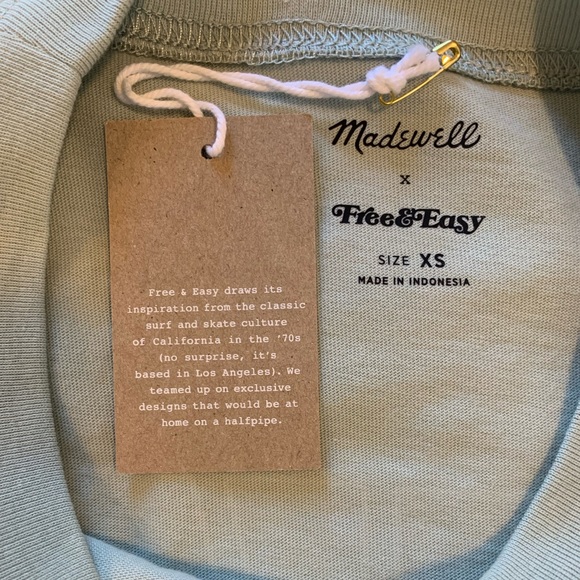 Madewell
x
Free&Easy
SIZE XS
MADE IN INDONESIA
Free & Easy draws its
inspiration from the classic
surf and skate culture
of California in the '70s
(no surprise, it's
based in Los Angeles). We
teamed up on exclusive
designs that would be at
home on a halfpipe.